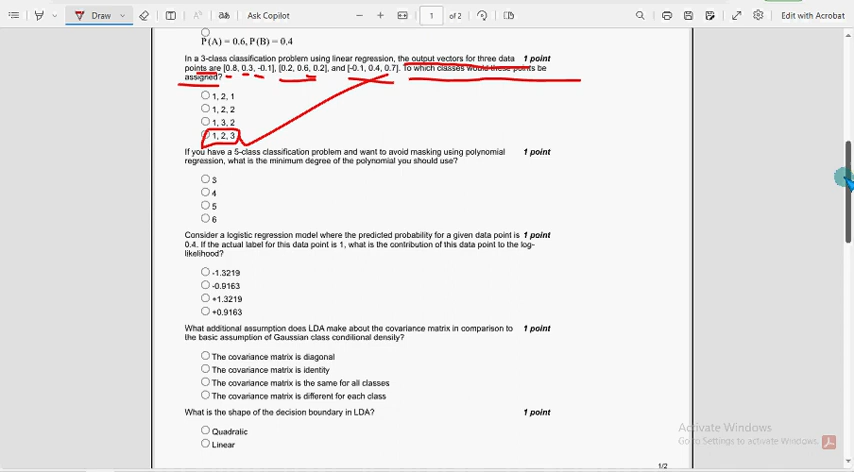 Draw
aあ
Ask Copilot
1 of 2
Edit with Acrobat
P(A) = 0.6, P(B) = 0.4
In a 3-class classification problem using linear regression, the output vectors for three data 1 point
points are [0.8, 0.3, -0.1], [0.2, 0.6, 0.2], and [-0.1, 0.4, 0.7]. To which classes would these points be
assigned?
1, 2, 1
1, 2, 2
1, 3, 2
1, 2, 3
If you have a 5-class classification problem and want to avoid masking using polynomial 1 point
regression, what is the minimum degree of the polynomial you should use?
3
4
5
6
Consider a logistic regression model where the predicted probability for a given data point is 1 point
0.4. If the actual label for this data point is 1, what is the contribution of this data point to the log-
likelihood?
-1.3219
-0.9163
+1.3219
+0.9163
What additional assumption does LDA make about the covariance matrix in comparison to 1 point
the basic assumption of Gaussian class conditional density?
The covariance matrix is diagonal
The covariance matrix is identity
The covariance matrix is the same for all classes
The covariance matrix is different for each class
What is the shape of the decision boundary in LDA? 1 point
Quadratic
Linear
1/2
Activate Windows
Go to Settings to activate Windows.